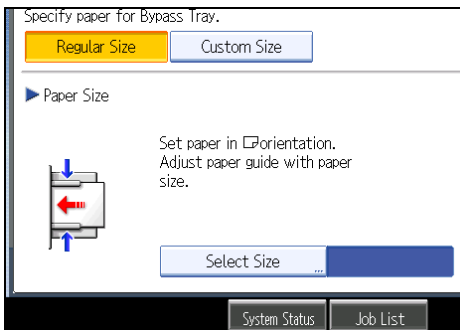 Specify paper for Bypass Tray.
Regular Size
Custom Size
Paper Size
Set paper in orientation.
Adjust paper guide with paper
size.
Select Size ...
System Status
Job List